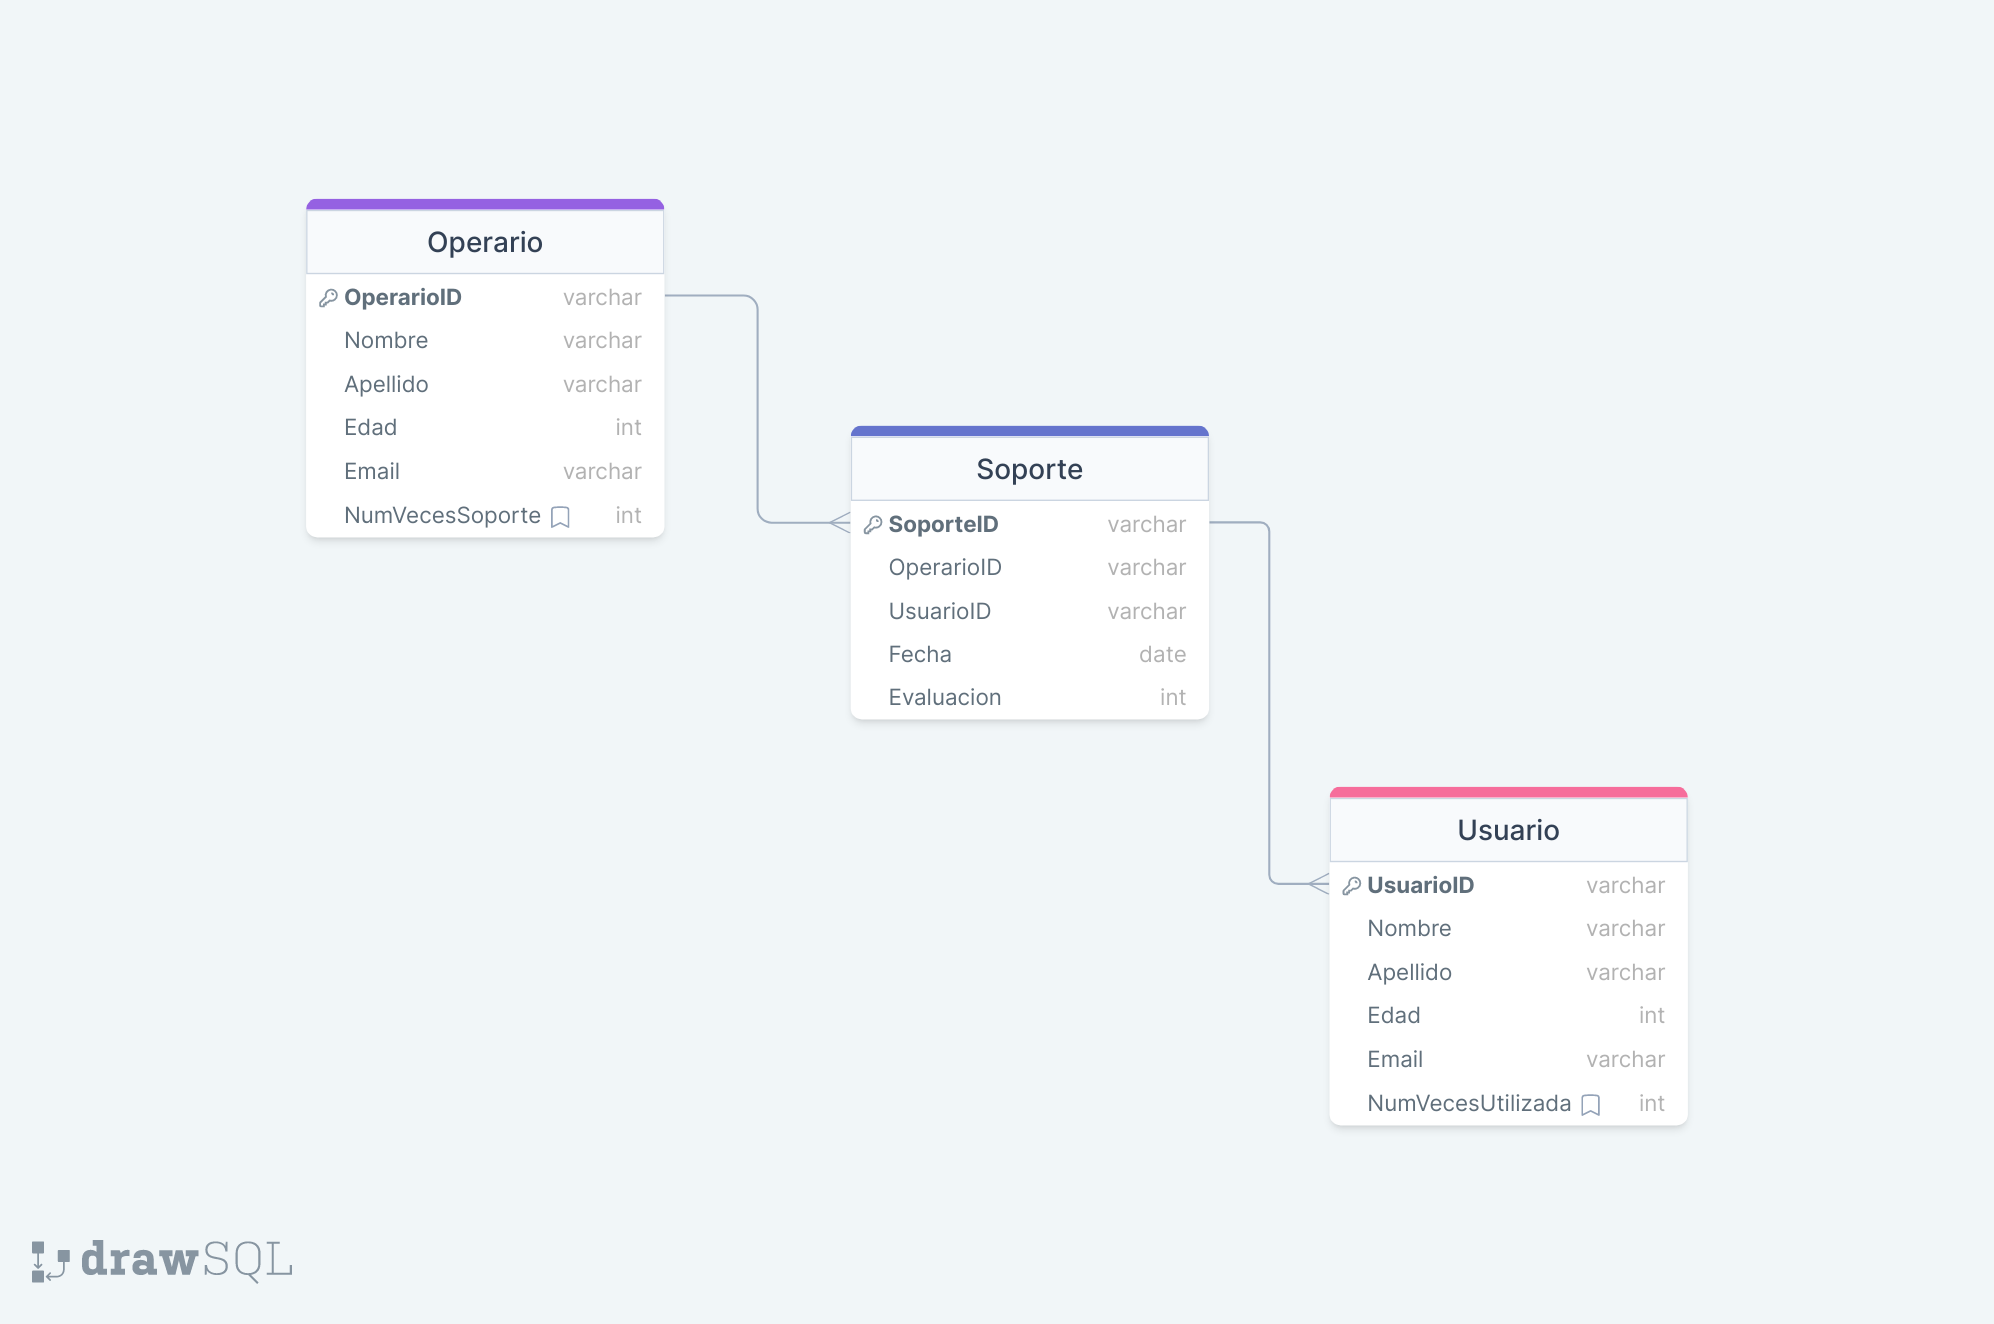 Operario
OperarioID varchar
Nombre varchar
Apellido varchar
Edad int
Email varchar
NumVecesSoporte int
Soporte
SoporteID varchar
OperarioID varchar
UsuarioID varchar
Fecha date
Evaluacion int
Usuario
UsuarioID varchar
Nombre varchar
Apellido varchar
Edad int
Email varchar
NumVecesUtilizada int
drawSQL